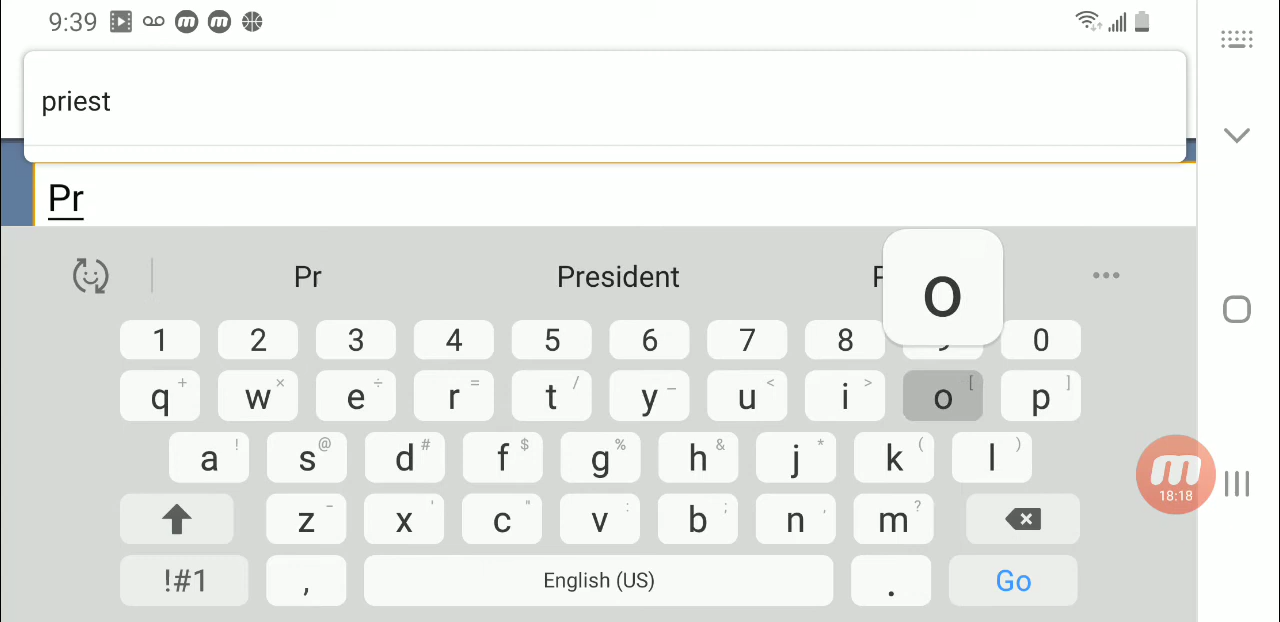 9:39
priest
Pr
Pr President
o
1 2 3 4 5 6 7 8 0
q + w × e ÷ r = t / y _ u < i > o [ p ]
a ! s @ d # f $ g % h & j * k ( l )
z - x ' c " v : b ; n , m ?
!#1 , English (US) . Go
18:18